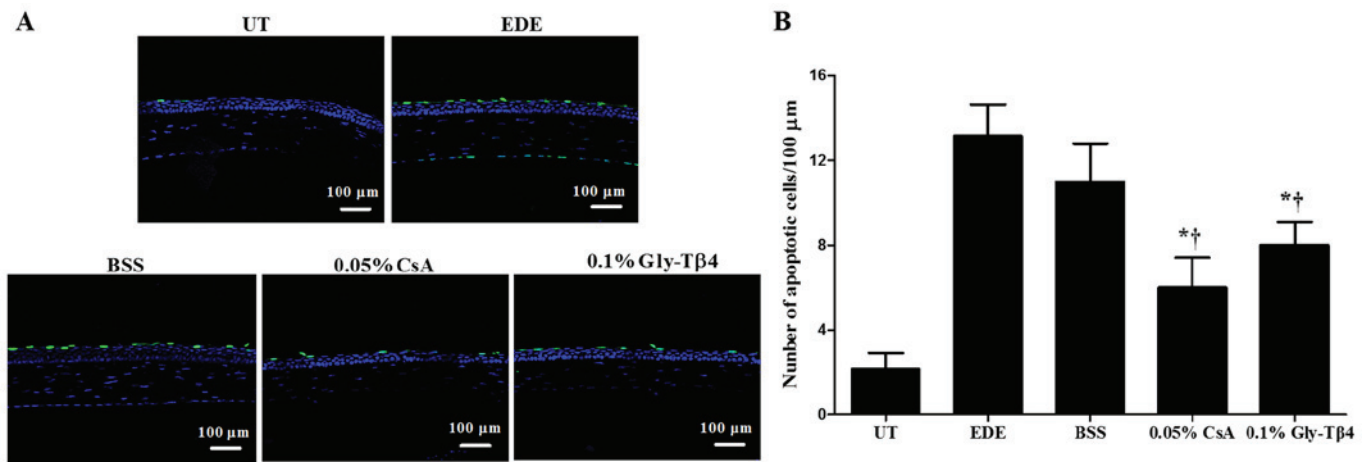 A
UT
EDE
100 µm
100 µm
BSS
0.05% CsA
0.1% Gly-Tβ4
100 µm
100 µm
100 µm
B
Nunber of apoptotic cells/100 µm
16
12
8
4
0
*†
*†
UT
EDE
BSS
0.05% CsA
0.1% Gly-Tβ4